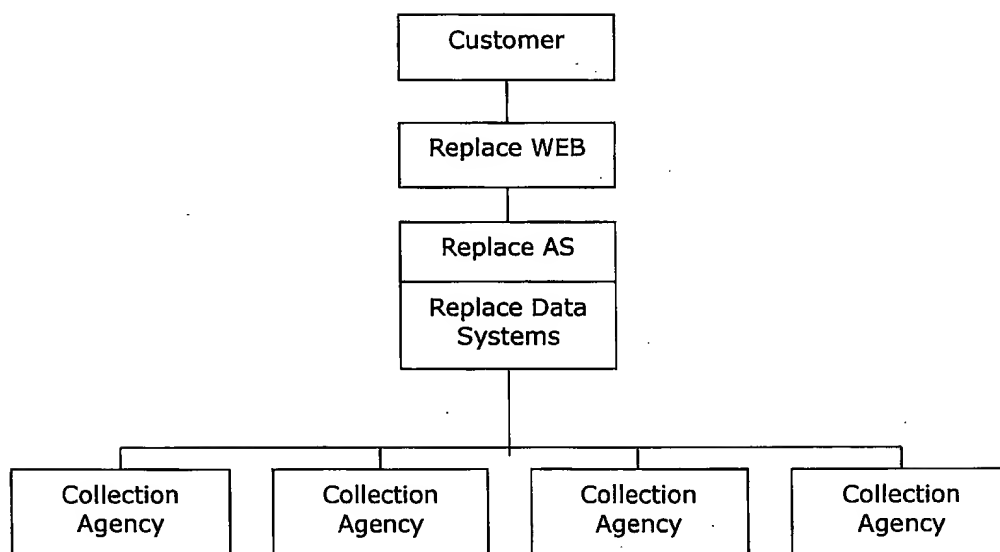 Customer
Replace WEB
Replace AS
Replace Data
Systems
Collection
Agency
Collection
Agency
Collection
Agency
Collection
Agency